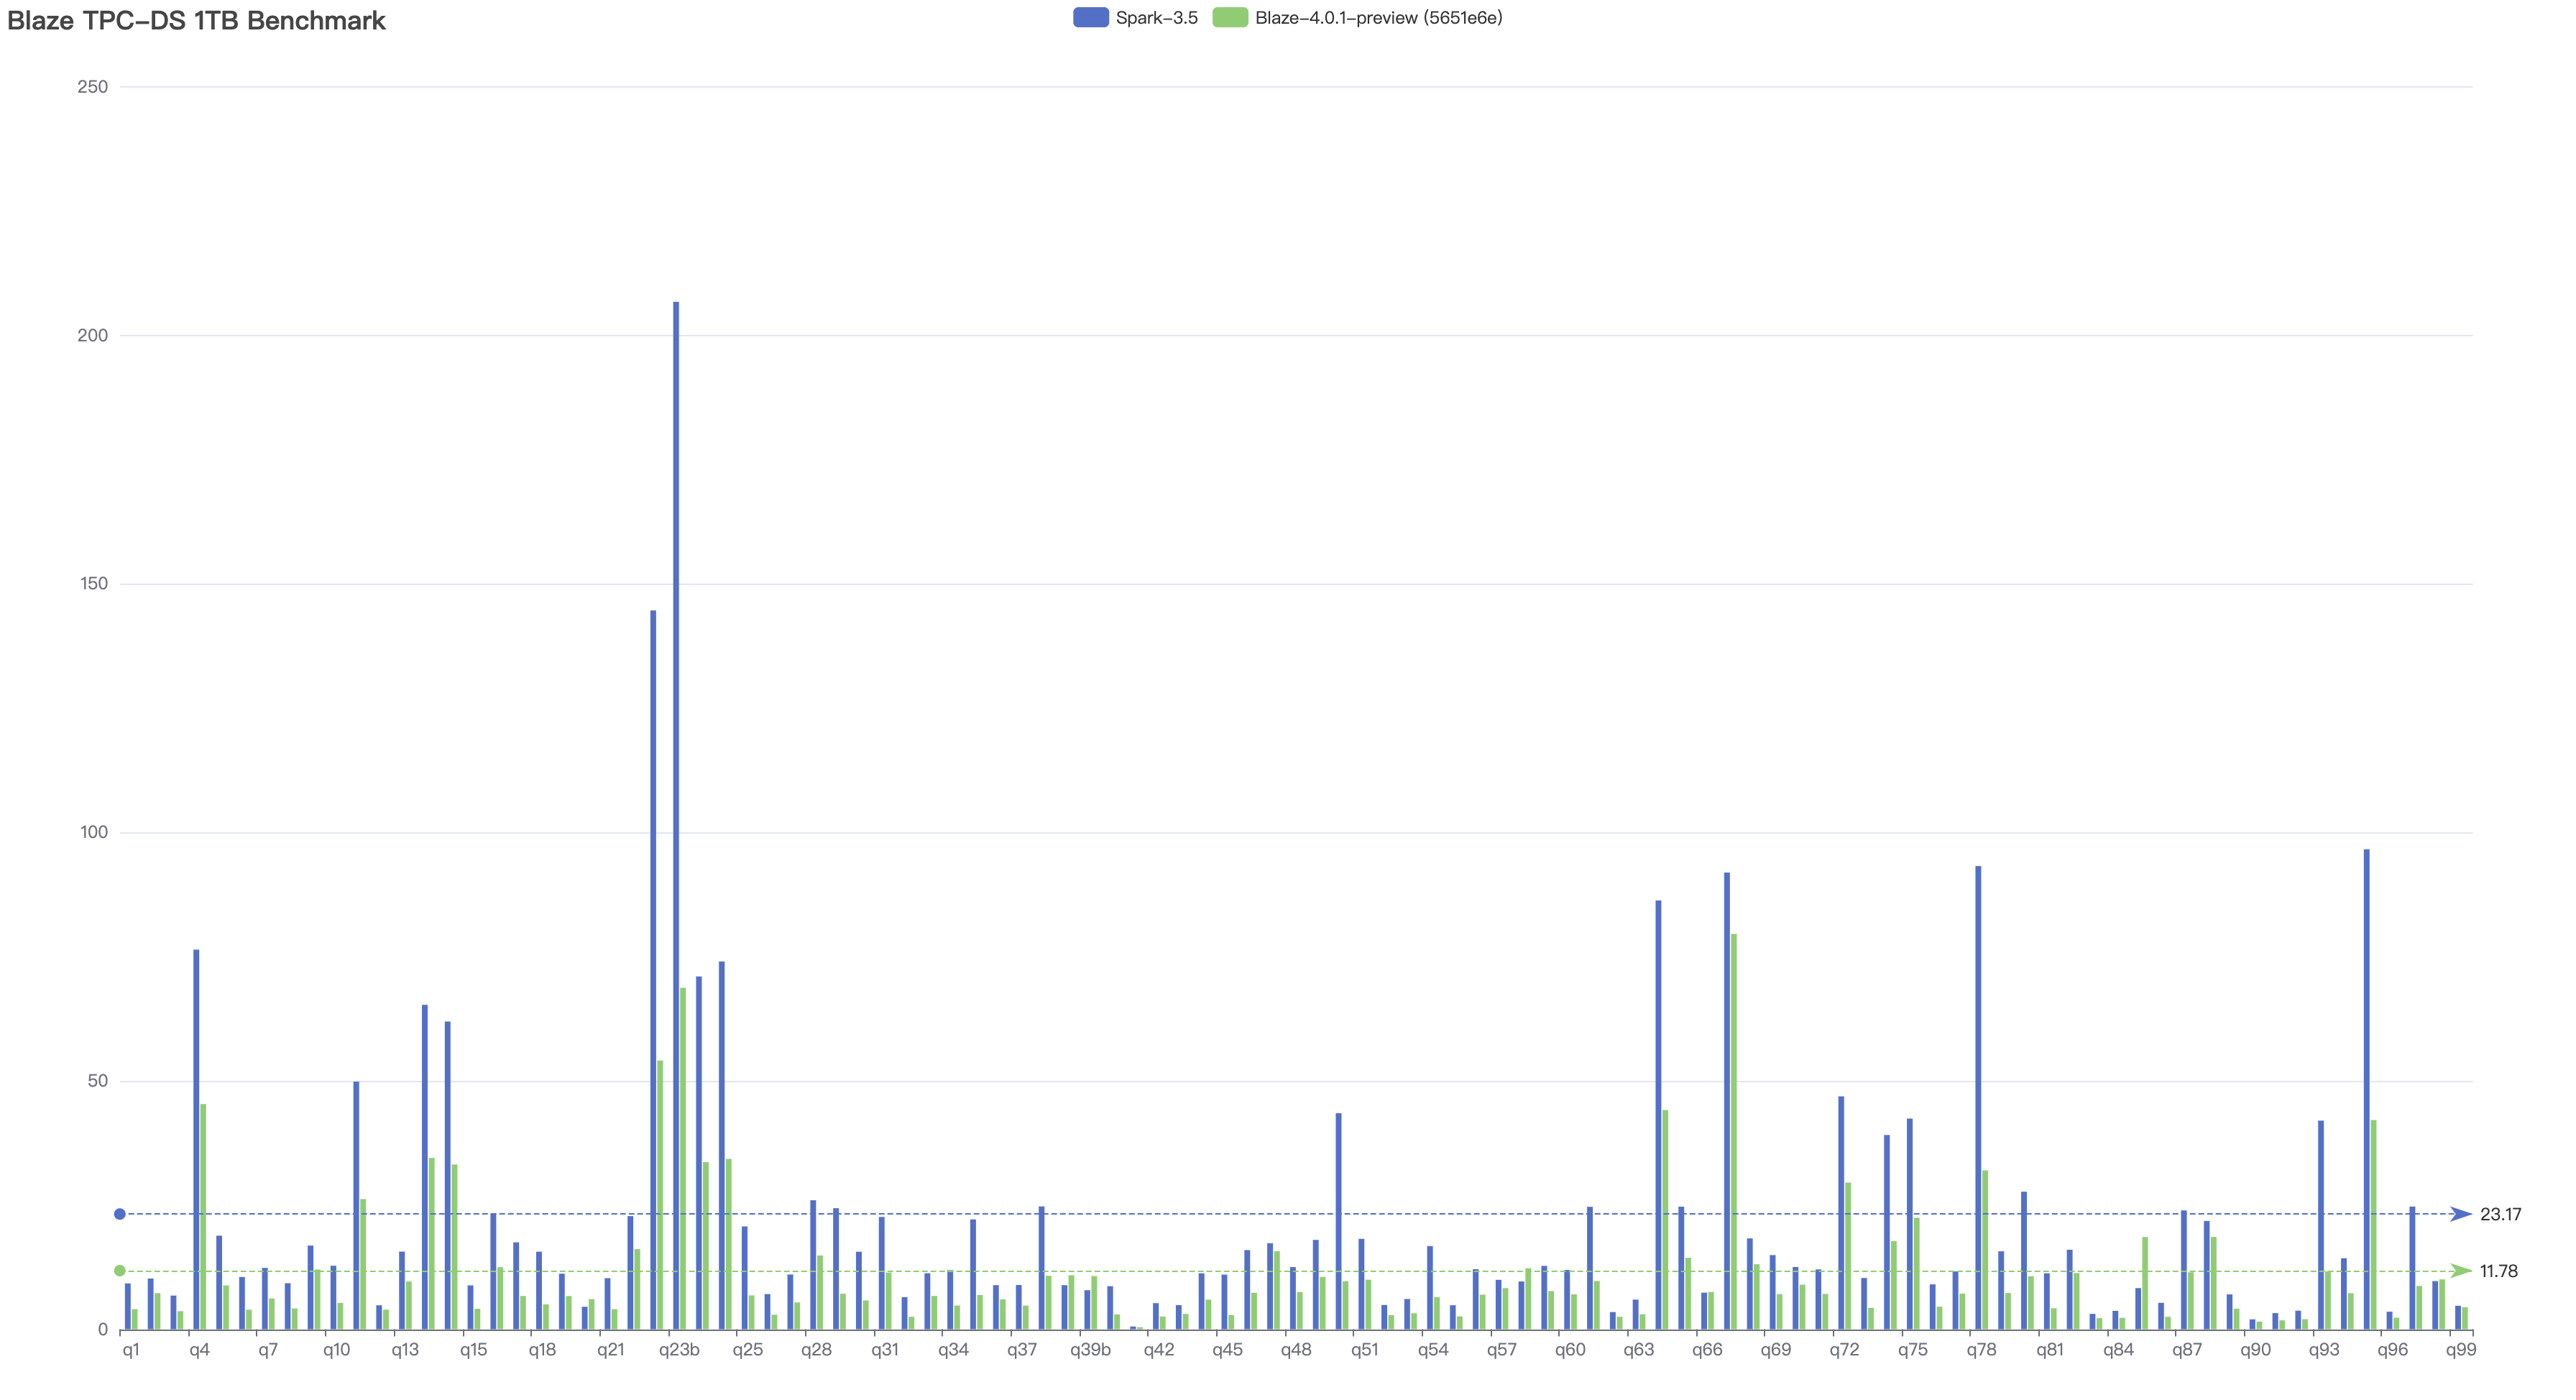 Blaze TPC-DS 1TB Benchmark
Spark-3.5
Blaze-4.0.1-preview (5651e6e)
250
200
150
100
50
0
23.17
11.78
q1 q4 q7 q10 q13 q15 q18 q21 q23b q25 q28 q31 q34 q37 q39b q42 q45 q48 q51 q54 q57 q60 q63 q66 q69 q72 q75 q78 q81 q84 q87 q90 q93 q96 q99